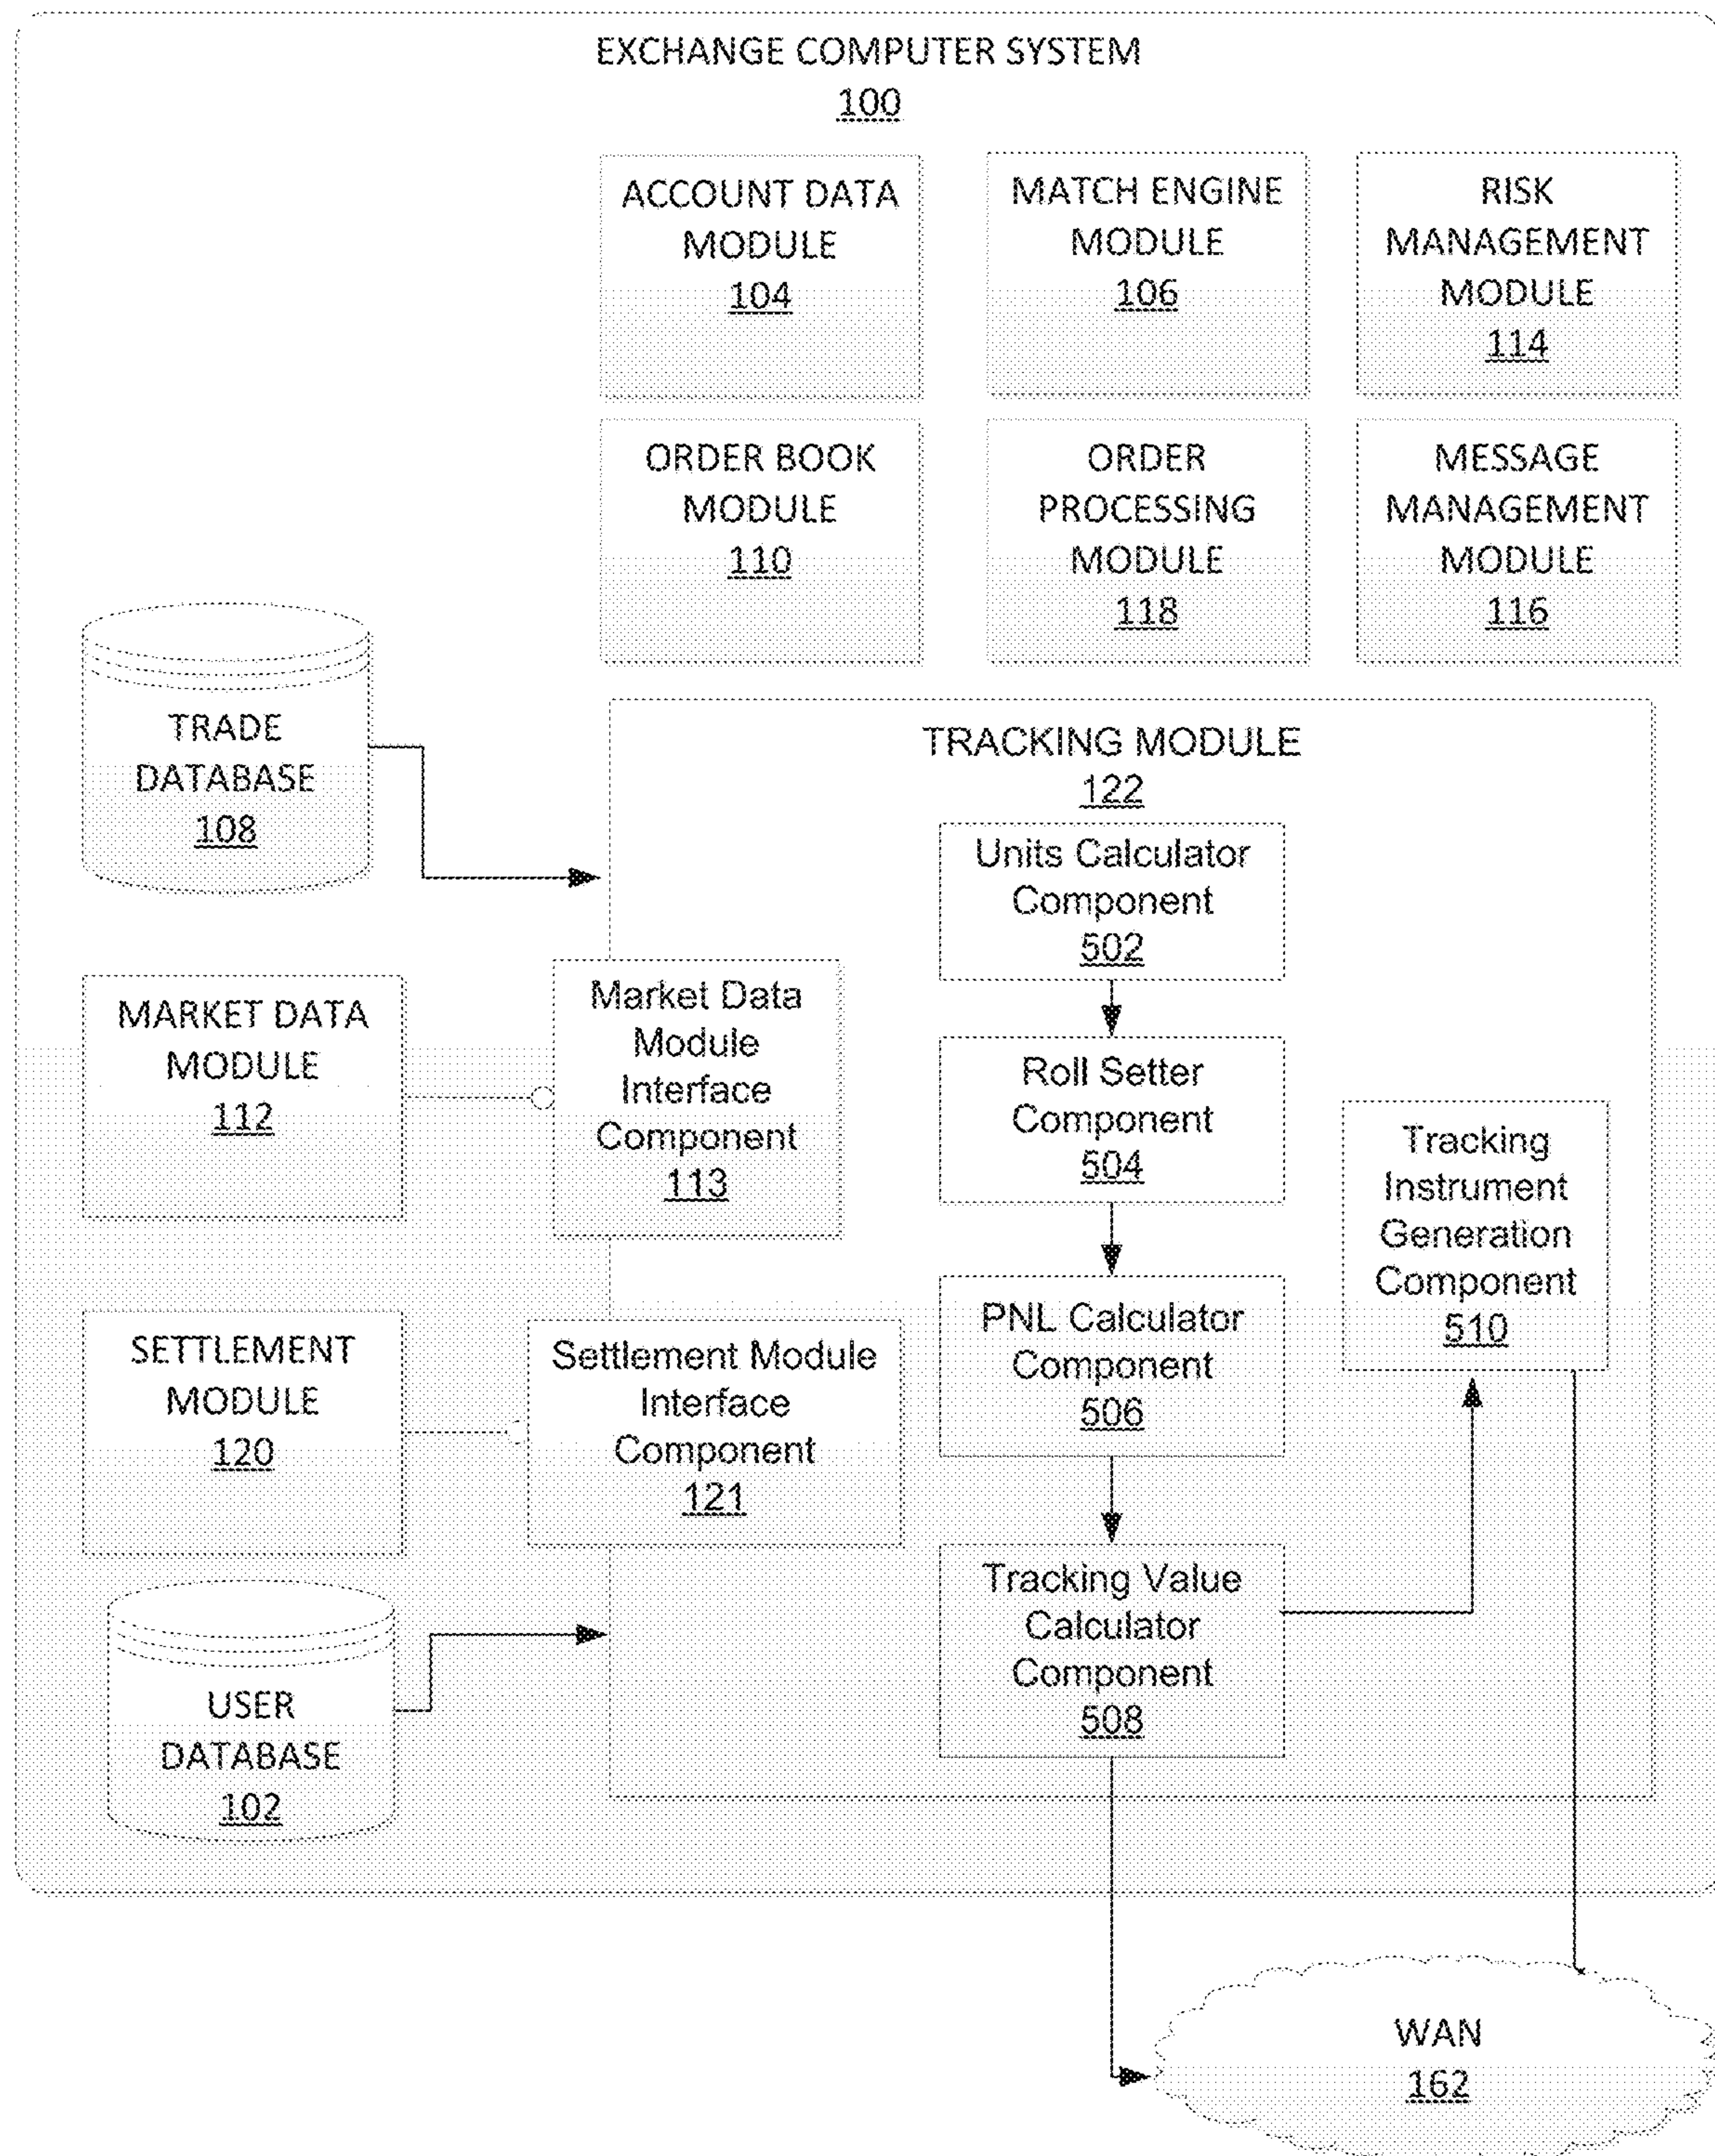 EXCHANGE COMPUTER SYSTEM
100
ACCOUNT DATA
MODULE
104
MATCH ENGINE
MODULE
106
RISK
MANAGEMENT
MODULE
114
ORDER BOOK
MODULE
110
ORDER
PROCESSING
MODULE
118
MESSAGE
MANAGEMENT
MODULE
116
TRADE
DATABASE
108
TRACKING MODULE
122
Units Calculator
Component
502
MARKET DATA
MODULE
112
Market Data
Module
Interface
Component
113
Roll Setter
Component
504
Tracking
Instrument
Generation
Component
510
SETTLEMENT
MODULE
120
Settlement Module
Interface
Component
121
PNL Calculator
Component
506
USER
DATABASE
102
Tracking Value
Calculator
Component
508
WAN
162